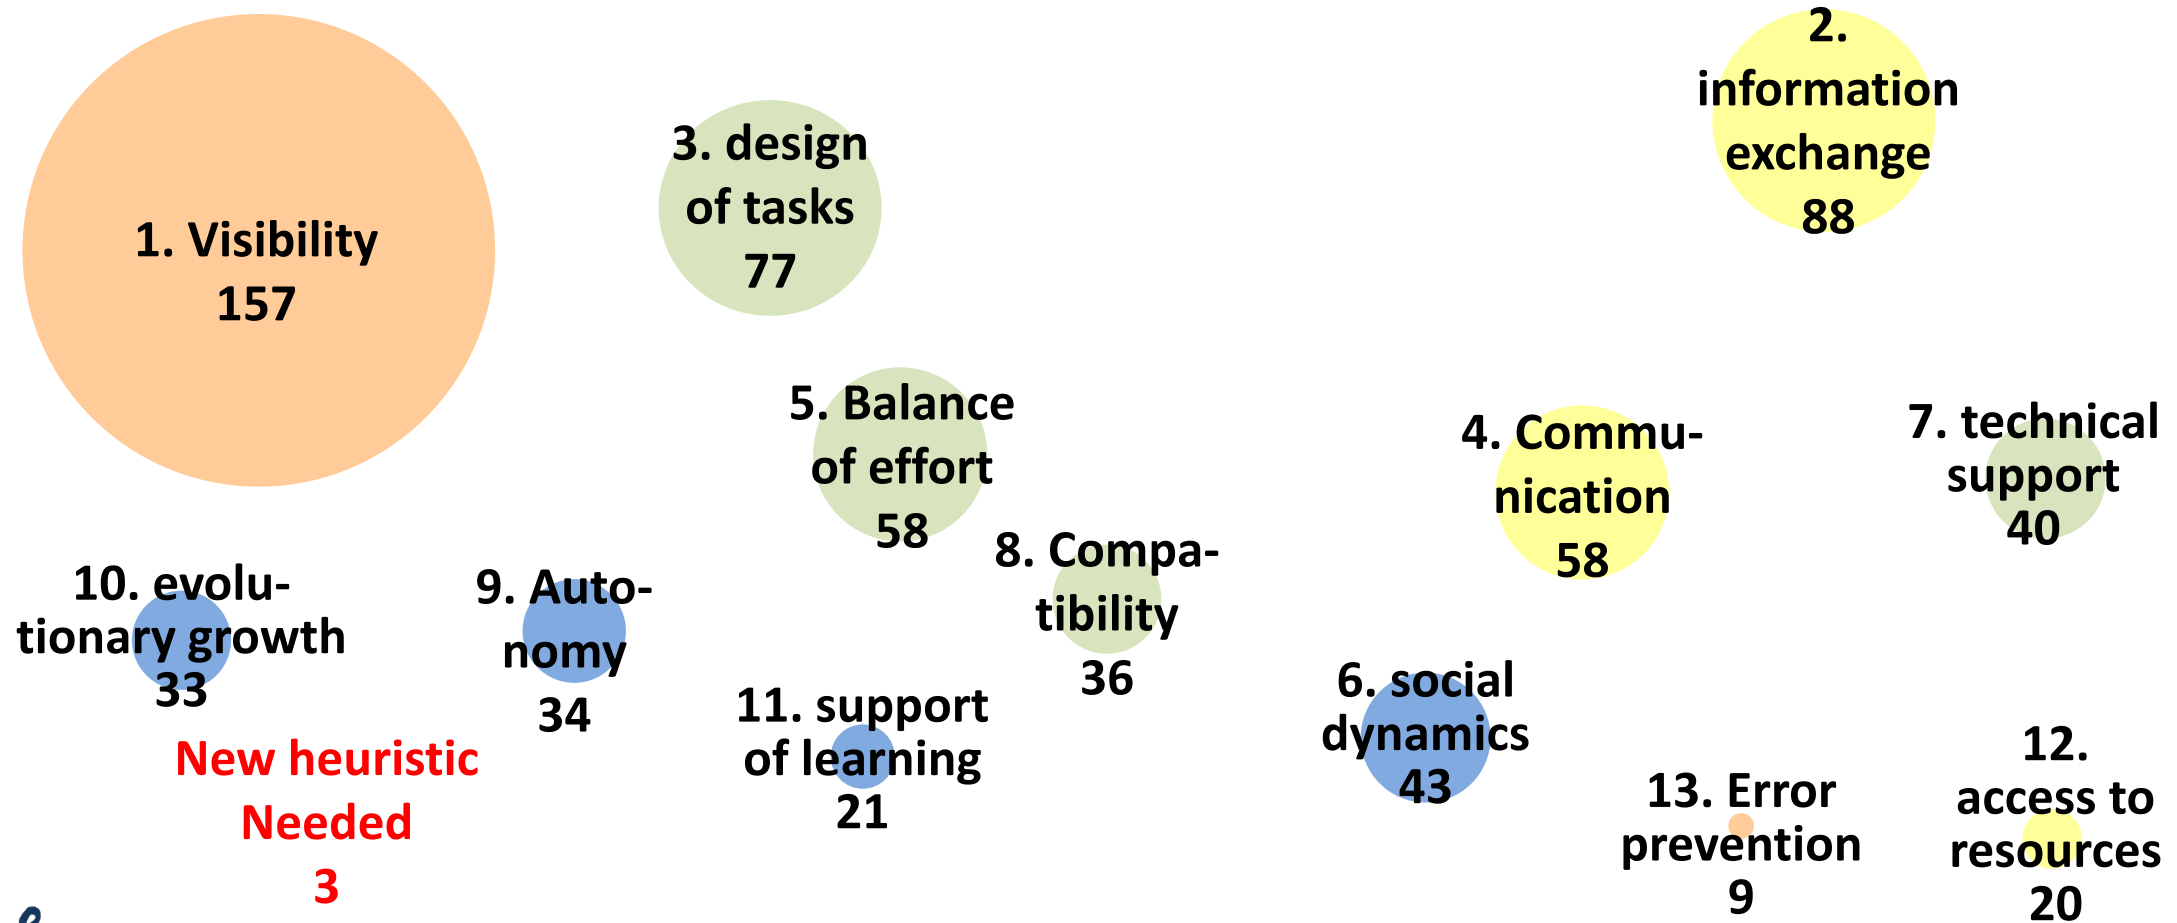 1. Visibility
157
3. design
of tasks
77
2.
information
exchange
88
5. Balance
of effort
58
4. Commu-
nication
58
7. technical
support
40
8. Compa-
tibility
36
10. evolu-
tionary growth
33
9. Auto-
nomy
34
11. support
of learning
21
6. social
dynamics
43
New heuristic
Needed
3
13. Error
prevention
9
12.
access to
resources
20